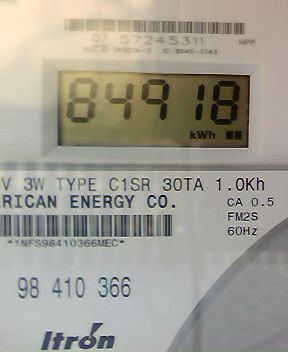 07 57245311 HPP
84918
kWh
V 3W TYPE C1SR 30TA 1.0Kh
RICAN ENERGY CO. CA 0.5
FM2S
*1NFS98410366MEC* 60Hz
98 410 366
Itron